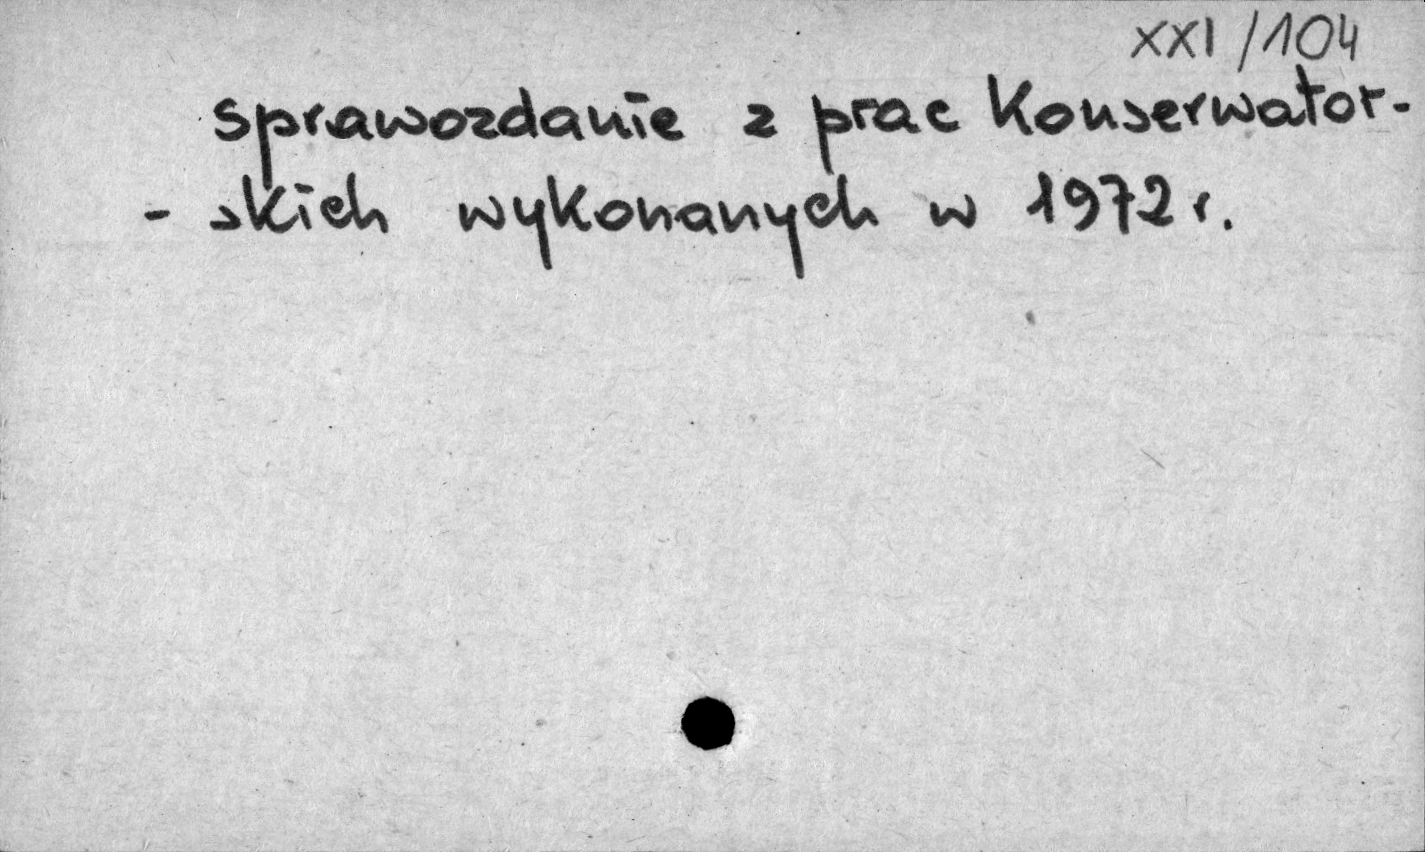 XXI/104
Sprawozdanie z prac Konserwator-
- skich wykonanych w 1972 r.